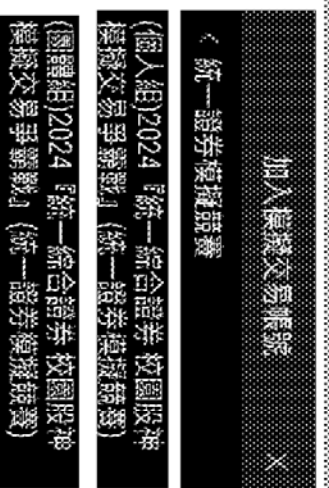 加入模擬交易帳號 ×
< 統一證券模擬競賽
(個人組)2024『統一綜合證券 校園股神
模擬交易爭霸戰』(統一證券模擬競賽)
(團體組)2024『統一綜合證券 校園股神
模擬交易爭霸戰』(統一證券模擬競賽)